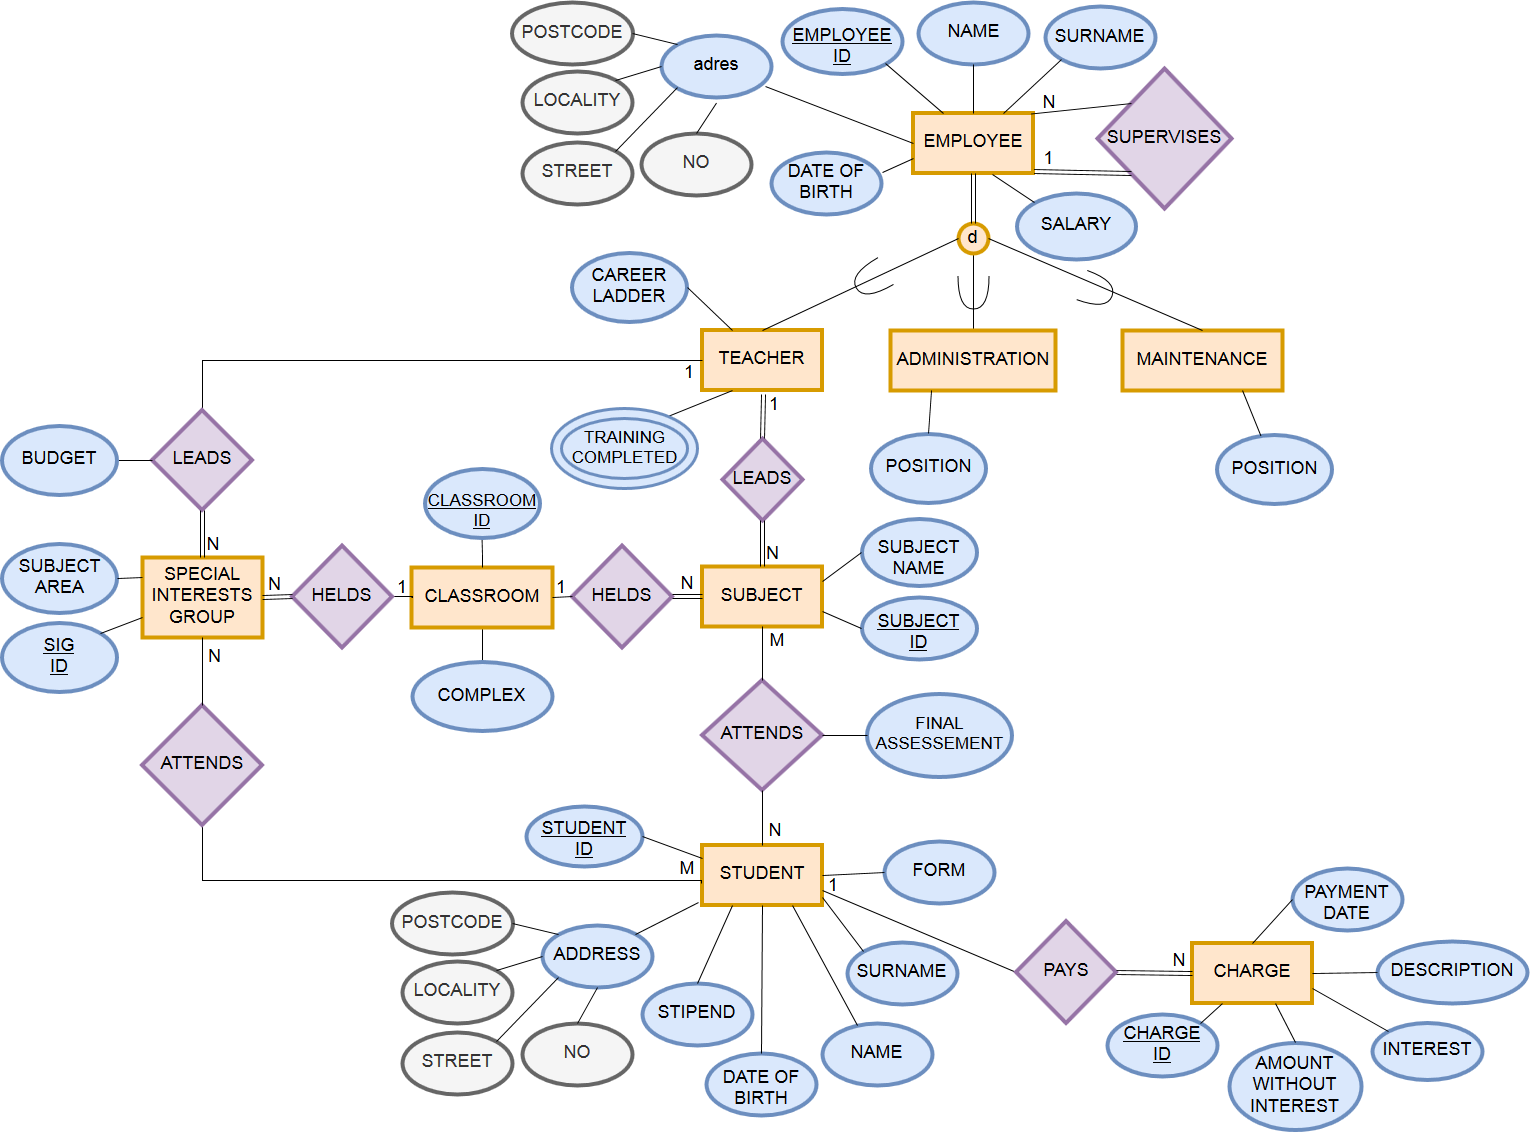 POSTCODE
adres
EMPLOYEE
ID
NAME
SURNAME
LOCALITY
N
SUPERVISES
EMPLOYEE
STREET
NO
DATE OF
BIRTH
1
SALARY
d
CAREER
LADDER
TEACHER
ADMINISTRATION
MAINTENANCE
1
1
TRAINING
COMPLETED
BUDGET
LEADS
LEADS
POSITION
POSITION
CLASSROOM
ID
N
N
SUBJECT
NAME
SUBJECT
AREA
SPECIAL
INTERESTS
GROUP
N
HELDS
1
CLASSROOM
1
HELDS
N
SUBJECT
SUBJECT
ID
SIG
ID
N
M
COMPLEX
ATTENDS
ATTENDS
FINAL
ASSESSEMENT
STUDENT
ID
N
M
STUDENT
1
FORM
POSTCODE
ADDRESS
PAYMENT
DATE
LOCALITY
SURNAME
PAYS
N
CHARGE
DESCRIPTION
STIPEND
STREET
NO
NAME
CHARGE
ID
INTEREST
DATE OF
BIRTH
AMOUNT
WITHOUT
INTEREST